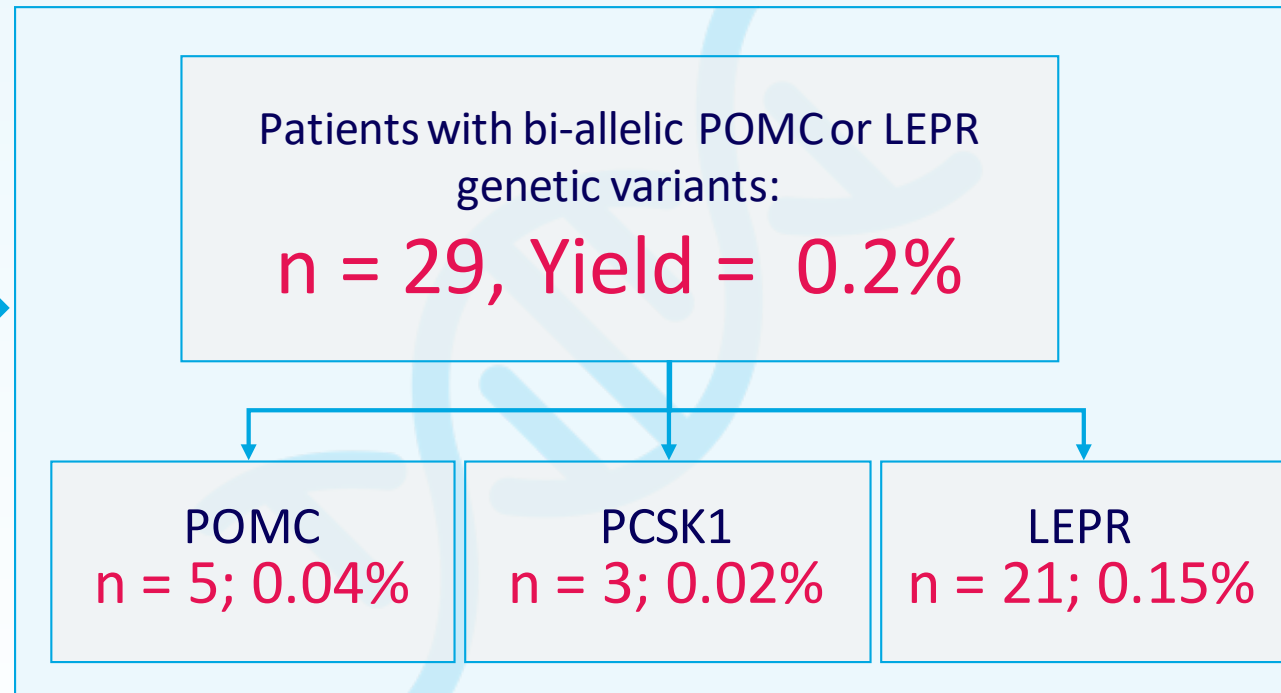 Patients with bi-allelic POMC or LEPR
genetic variants:
n = 29, Yield = 0.2%
POMC
n = 5; 0.04%
PCSK1
n = 3; 0.02%
LEPR
n = 21; 0.15%